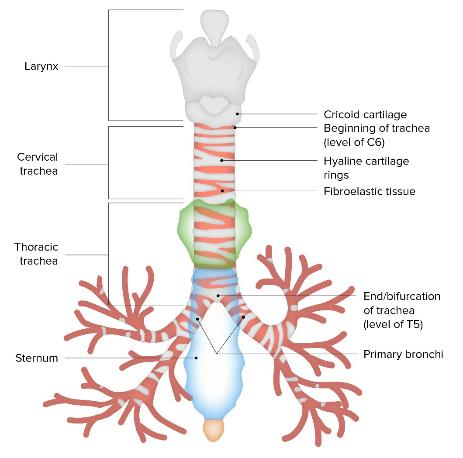 Larynx
Cricoid cartilage
Beginning of trachea
(level of C6)
Cervical
trachea
Hyaline cartilage
rings
Fibroelastic tissue
Thoracic
trachea
End/bifurcation
of trachea
(level of T5)
Sternum
Primary bronchi